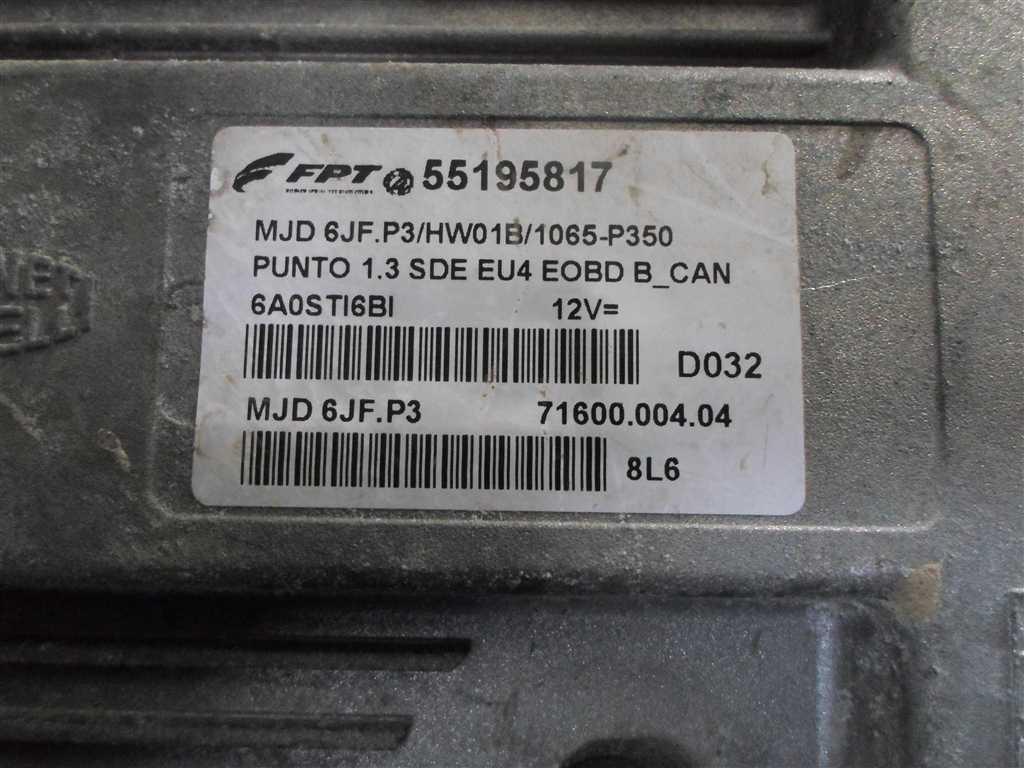 FPT 55195817
MJD 6JF.P3/HW01B/1065-P350
PUNTO 1.3 SDE EU4 EOBD B_CAN
6A0STI6BI 12V=
D032
MJD 6JF.P3 71600.004.04
8L6